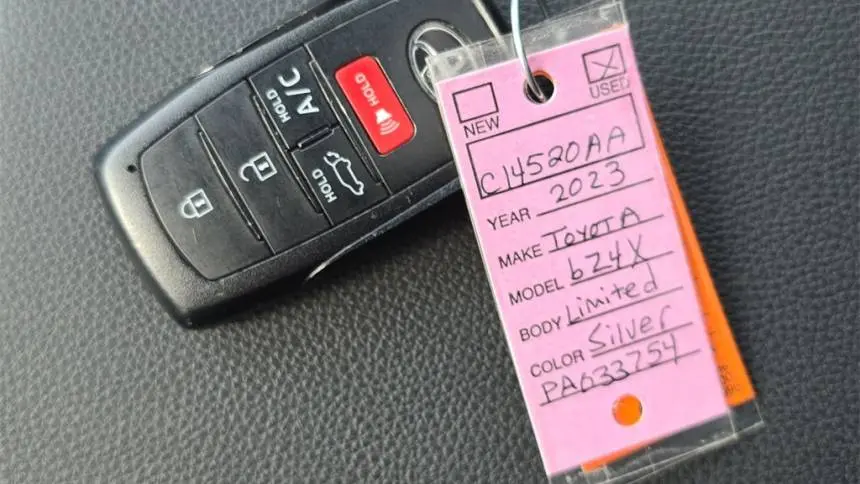 A/C
HOLD
HOLD
HOLD
NEW
USED
C14520AA
YEAR 2023
MAKE TOYOTA
MODEL bZ4X
BODY Limited
COLOR Silver
PA633754